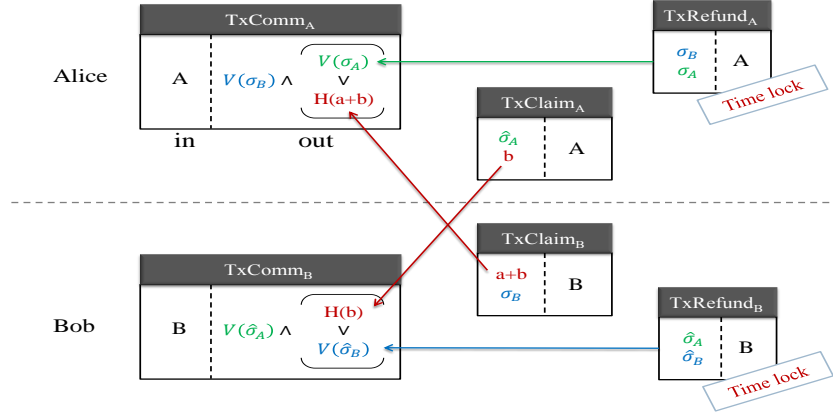 TxComm_A
A
V(σ_A)
V(σ_B) ∧ ∨
H(a+b)
in out
Alice
TxRefund_A
σ_B
σ_A
A
Time lock
TxClaim_A
σ̂_A
b
A
TxClaim_B
a+b
σ_B
B
TxComm_B
B
H(b)
V(σ̂_A) ∧ ∨
V(σ̂_B)
Bob
TxRefund_B
σ̂_A
σ̂_B
B
Time lock